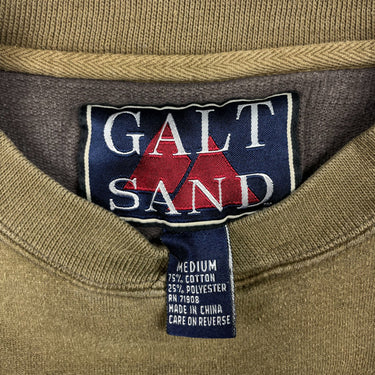 GALT
SAND
MEDIUM
75% COTTON
25% POLYESTER
RN 71908
MADE IN CHINA
CARE ON REVERSE